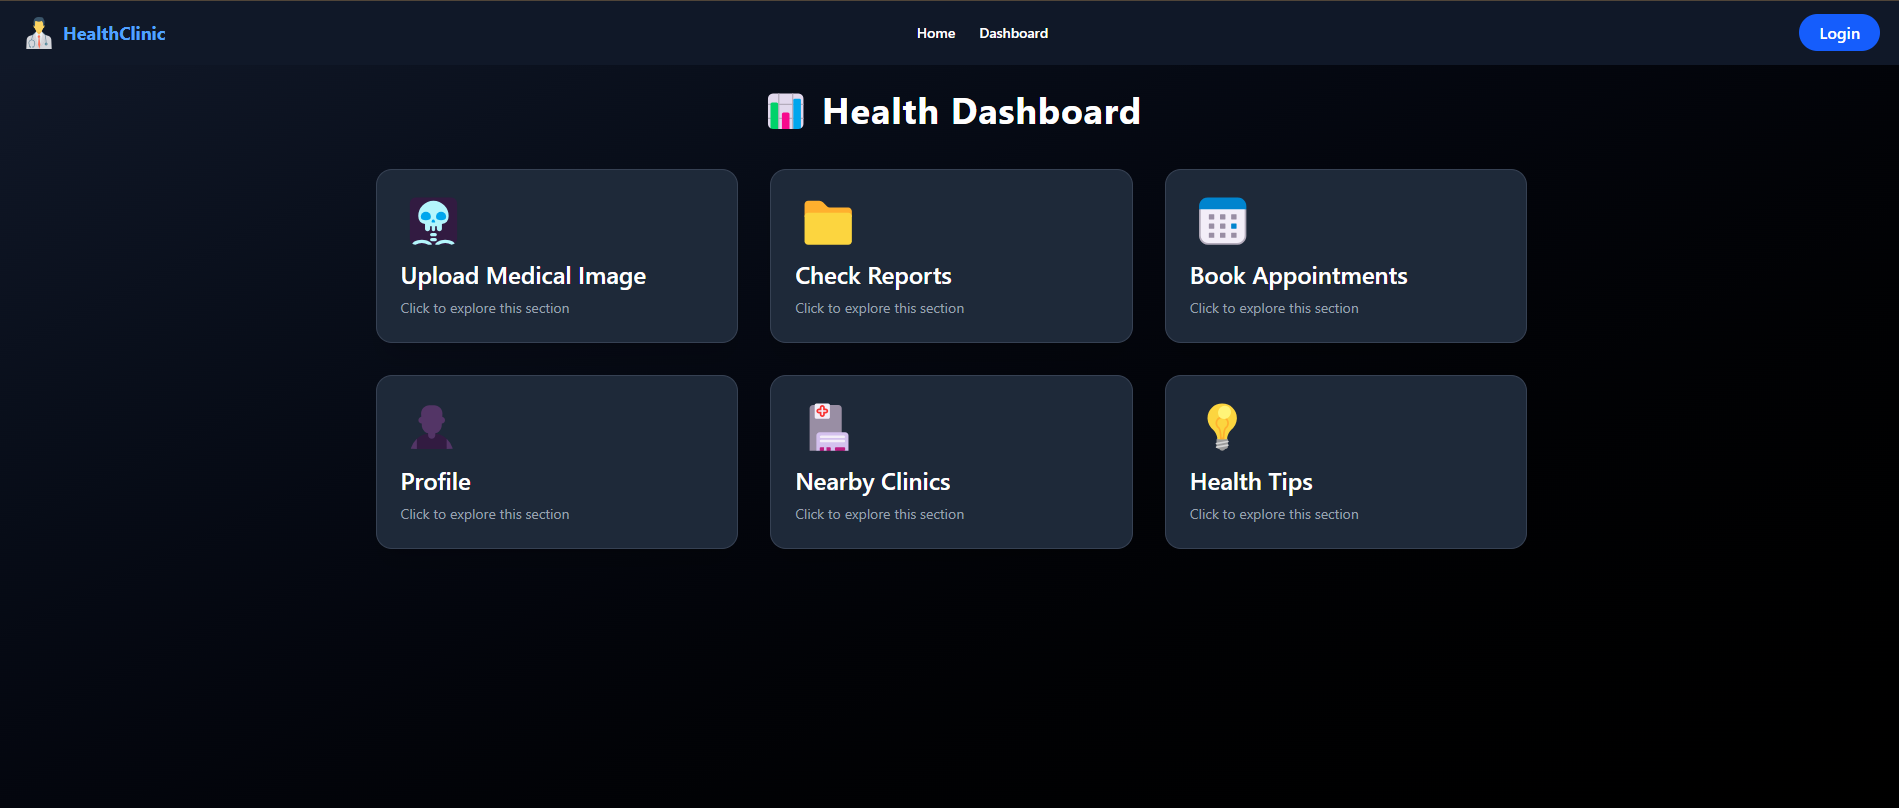 HealthClinic
Home
Dashboard
Login
Health Dashboard
Upload Medical Image
Click to explore this section
Check Reports
Click to explore this section
Book Appointments
Click to explore this section
Profile
Click to explore this section
Nearby Clinics
Click to explore this section
Health Tips
Click to explore this section